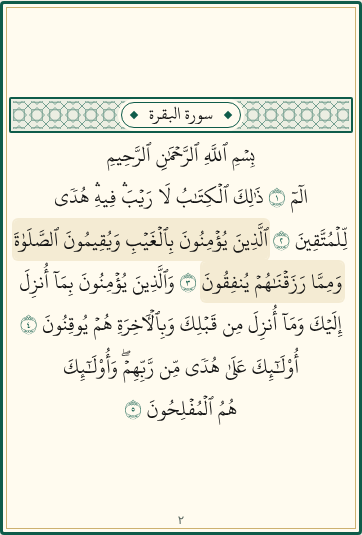 سورة البقرة
بِسْمِ ٱللَّهِ ٱلرَّحْمَٰنِ ٱلرَّحِيمِ
الٓمٓ ١ ذَٰلِكَ ٱلْكِتَٰبُ لَا رَيْبَ ۛ فِيهِ ۛ هُدًى
لِّلْمُتَّقِينَ ٢ ٱلَّذِينَ يُؤْمِنُونَ بِٱلْغَيْبِ وَيُقِيمُونَ ٱلصَّلَوٰةَ
وَمِمَّا رَزَقْنَٰهُمْ يُنفِقُونَ ٣ وَٱلَّذِينَ يُؤْمِنُونَ بِمَآ أُنزِلَ
إِلَيْكَ وَمَآ أُنزِلَ مِن قَبْلِكَ وَبِٱلْءَاخِرَةِ هُمْ يُوقِنُونَ ٤
أُو۟لَٰٓئِكَ عَلَىٰ هُدًى مِّن رَّبِّهِمْ ۖ وَأُو۟لَٰٓئِكَ
هُمُ ٱلْمُفْلِحُونَ ٥
٢